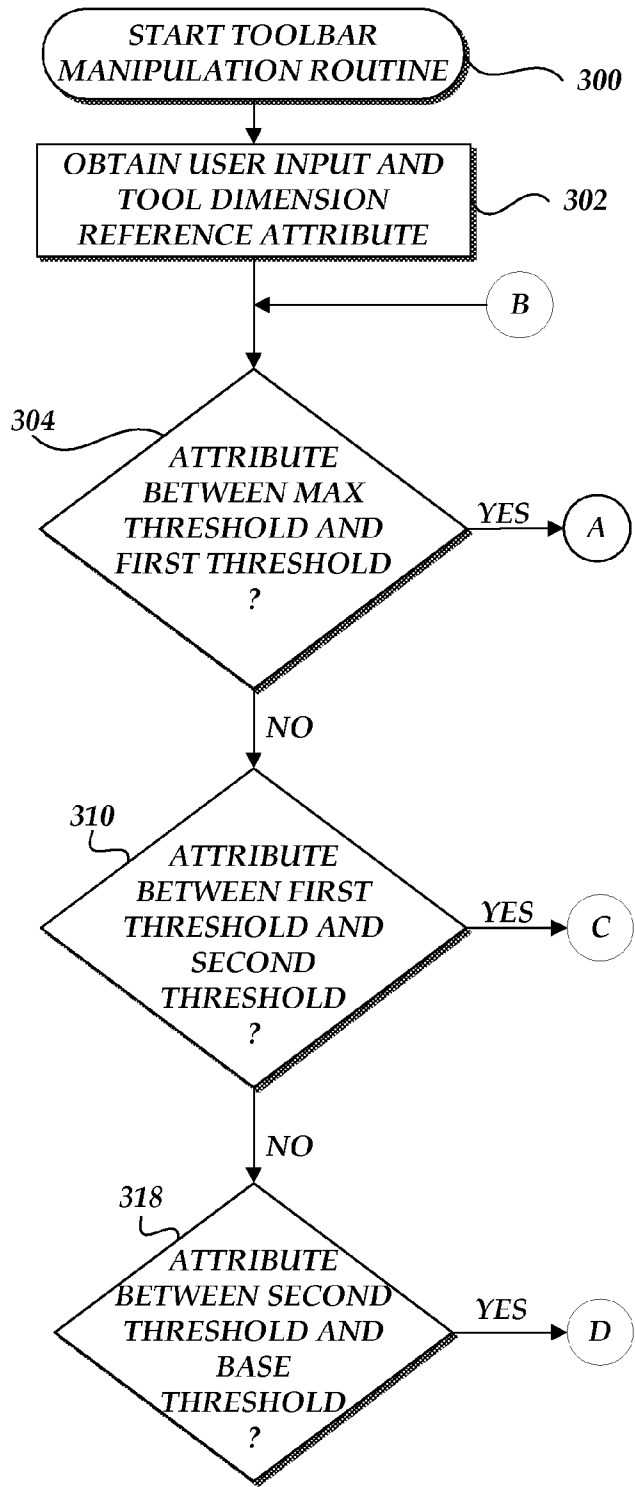 START TOOLBAR
MANIPULATION ROUTINE
300
OBTAIN USER INPUT AND
TOOL DIMENSION
REFERENCE ATTRIBUTE
302
B
304
ATTRIBUTE
BETWEEN MAX
THRESHOLD AND
FIRST THRESHOLD
?
YES
A
NO
310
ATTRIBUTE
BETWEEN FIRST
THRESHOLD AND
SECOND
THRESHOLD
?
YES
C
NO
318
ATTRIBUTE
BETWEEN SECOND
THRESHOLD AND
BASE
THRESHOLD
?
YES
D